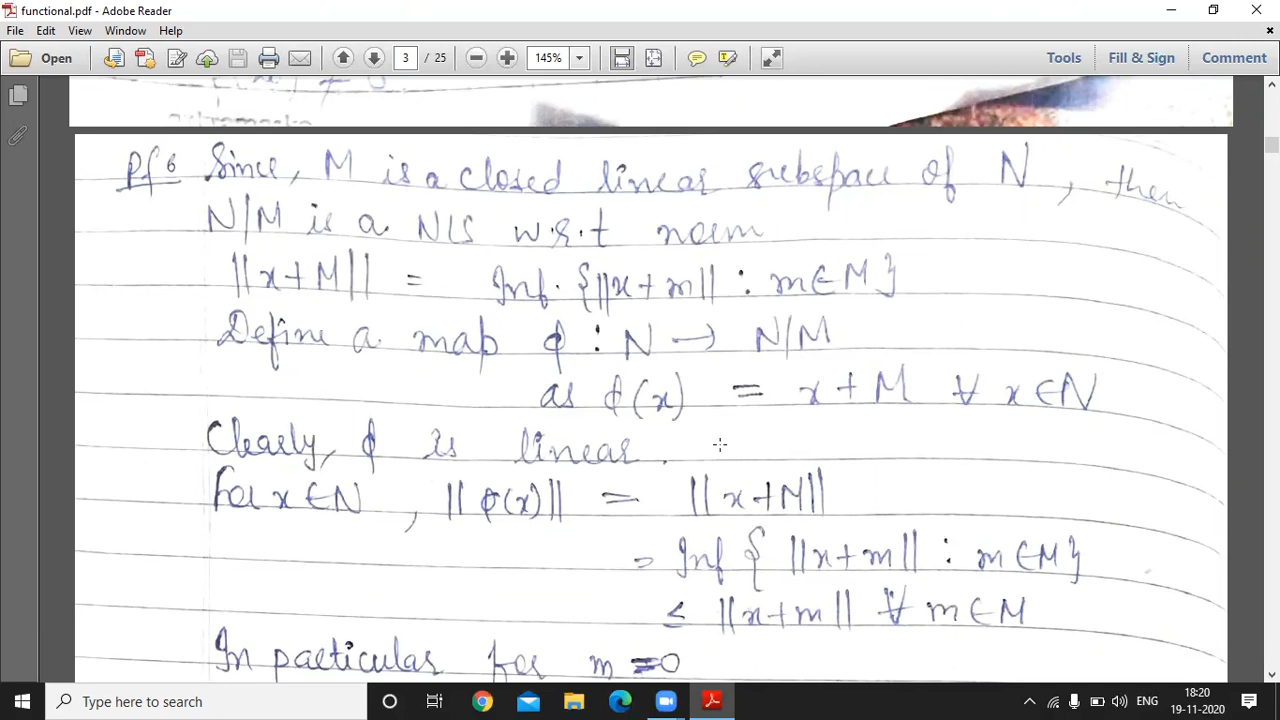 functional.pdf - Adobe Reader
File Edit View Window Help
Open 3 / 25 145% Tools Fill & Sign Comment
Pf: Since, M is a closed linear subspace of N, then
N/M is a NLS w.r.t norm
||x+M|| = Inf. {||x+m|| : m∈M}
Define a map ϕ : N → N/M
as ϕ(x) = x+M ∀ x∈N
Clearly, ϕ is linear.
For x∈N, ||ϕ(x)|| = ||x+M||
= Inf { ||x+m|| : m∈M}
≤ ||x+m|| ∀ m∈M
In particular for m=0
Type here to search
ENG
18:20
19-11-2020